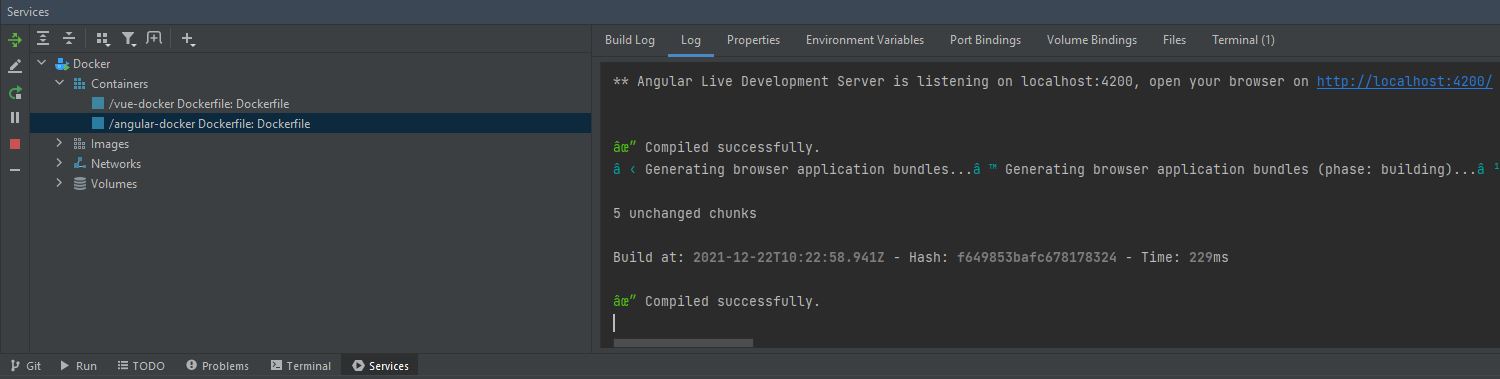 Services
Docker
Containers
/vue-docker Dockerfile: Dockerfile
/angular-docker Dockerfile: Dockerfile
Images
Networks
Volumes
Build Log Log Properties Environment Variables Port Bindings Volume Bindings Files Terminal (1)
** Angular Live Development Server is listening on localhost:4200, open your browser on http://localhost:4200/
âœ” Compiled successfully.
â ‹ Generating browser application bundles...â ™ Generating browser application bundles (phase: building)...â ¹
5 unchanged chunks
Build at: 2021-12-22T10:22:58.941Z - Hash: f649853bafc678178324 - Time: 229ms
âœ” Compiled successfully.
Git Run TODO Problems Terminal Services